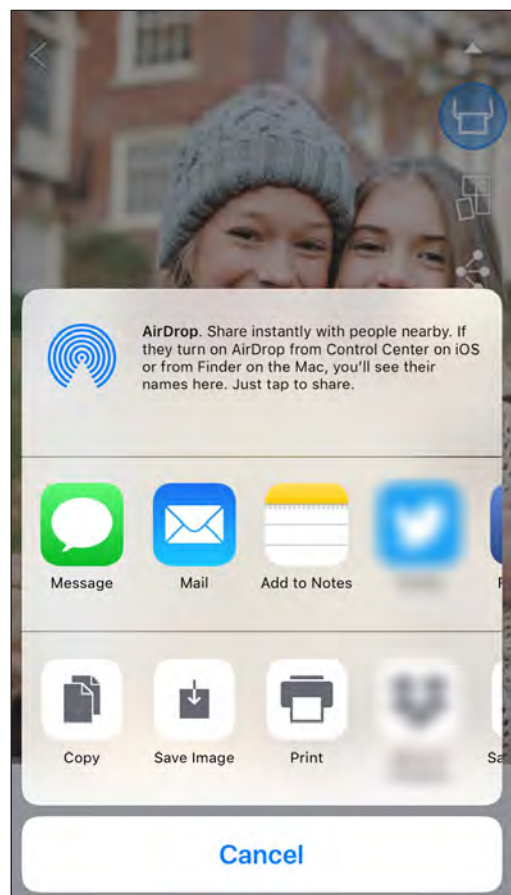 AirDrop. Share instantly with people nearby. If
they turn on AirDrop from Control Center on iOS
or from Finder on the Mac, you'll see their
names here. Just tap to share.
Message
Mail
Add to Notes
Copy
Save Image
Print
Cancel